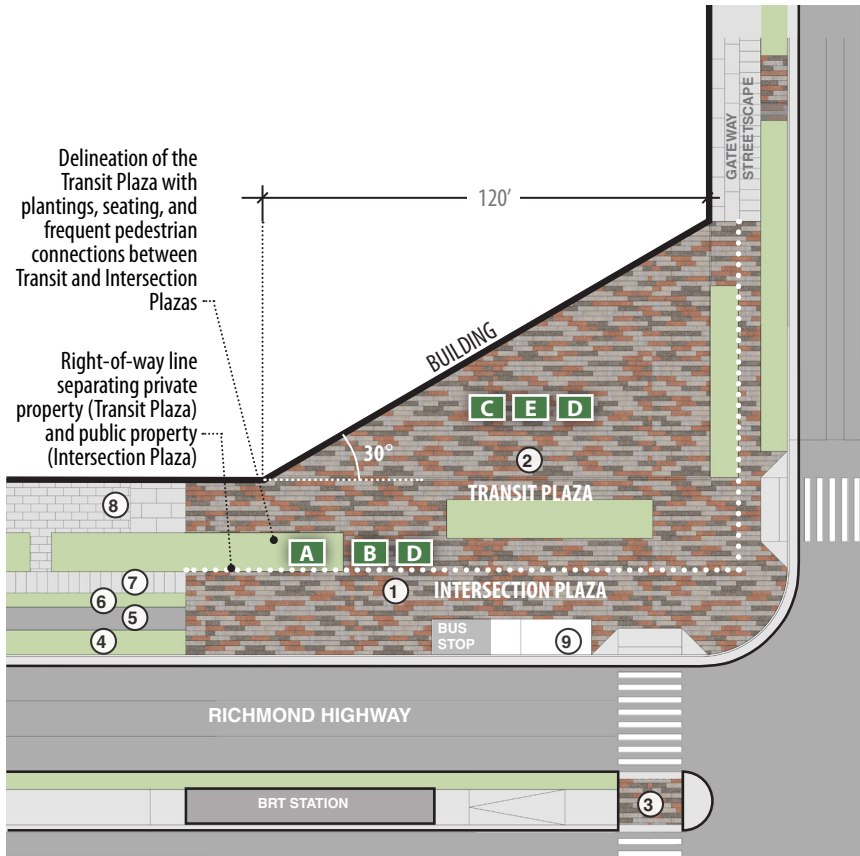 GATEWAY
STREETSCAPE
Delineation of the
Transit Plaza with
plantings, seating, and
frequent pedestrian
connections between
Transit and Intersection
Plazas
120’
BUILDING
Right-of-way line
separating private
property (Transit Plaza)
and public property
(Intersection Plaza)
C E D
30°
2
TRANSIT PLAZA
8
A B D
7
1 INTERSECTION PLAZA
6
5
4
BUS
STOP
9
RICHMOND HIGHWAY
BRT STATION
3